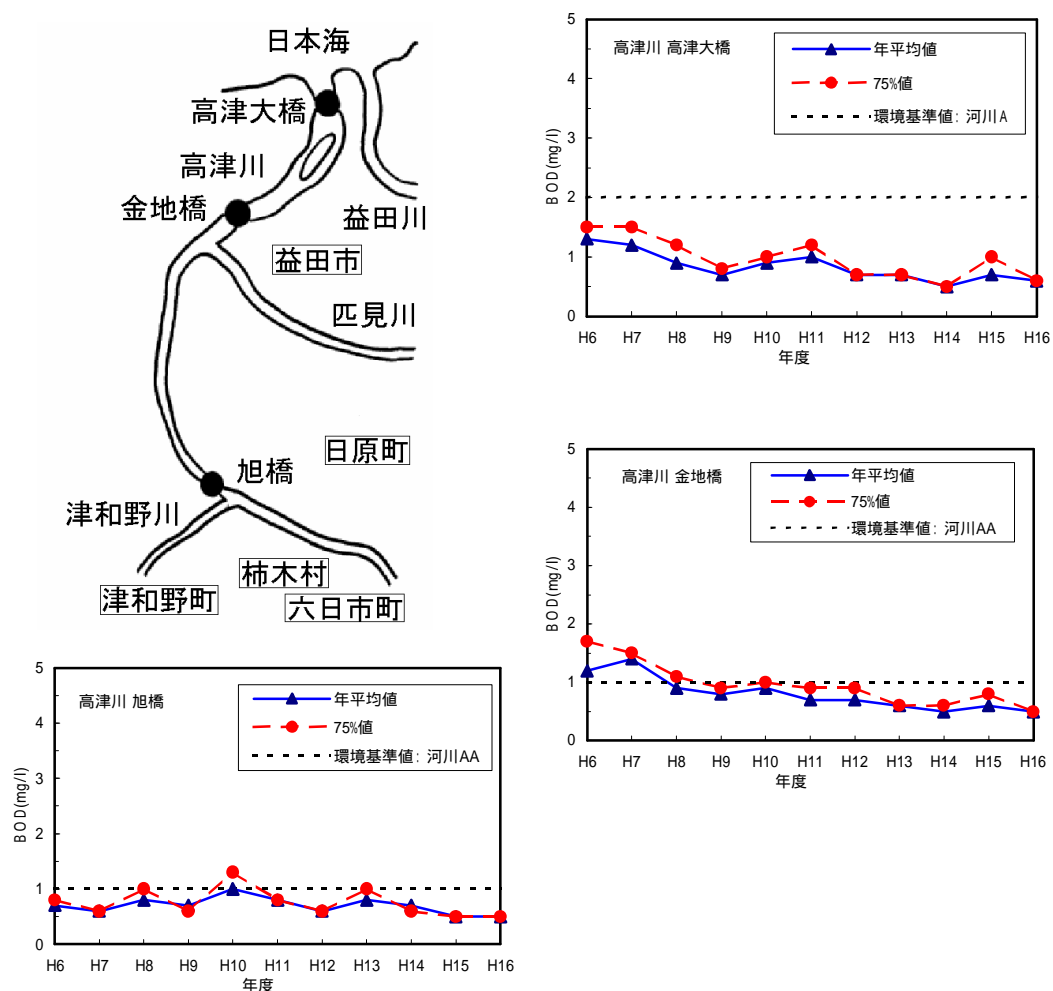 日本海
高津大橋
高津川
金地橋
益田川
益田市
匹見川
日原町
旭橋
津和野川
柿木村
津和野町
六日市町
高津川 高津大橋
年平均値
75%値
環境基準値: 河川A
BOD(mg/l)
5
4
3
2
1
0
H6 H7 H8 H9 H10 H11 H12 H13 H14 H15 H16
年度
高津川 金地橋
年平均値
75%値
環境基準値: 河川AA
BOD(mg/l)
5
4
3
2
1
0
H6 H7 H8 H9 H10 H11 H12 H13 H14 H15 H16
年度
高津川 旭橋
年平均値
75%値
環境基準値: 河川AA
BOD(mg/l)
5
4
3
2
1
0
H6 H7 H8 H9 H10 H11 H12 H13 H14 H15 H16
年度